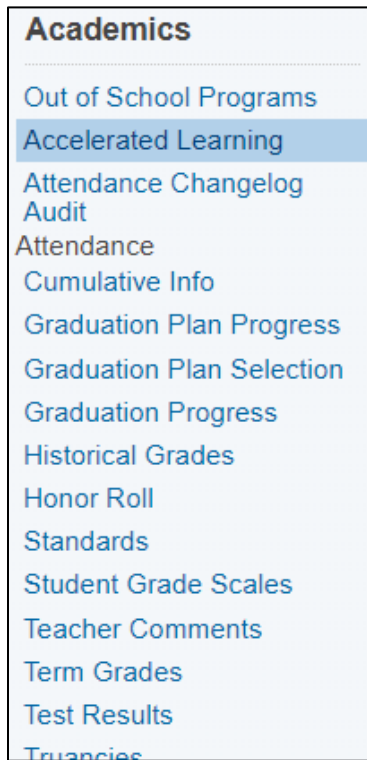 Academics
Out of School Programs
Accelerated Learning
Attendance Changelog
Audit
Attendance
Cumulative Info
Graduation Plan Progress
Graduation Plan Selection
Graduation Progress
Historical Grades
Honor Roll
Standards
Student Grade Scales
Teacher Comments
Term Grades
Test Results
Truancies